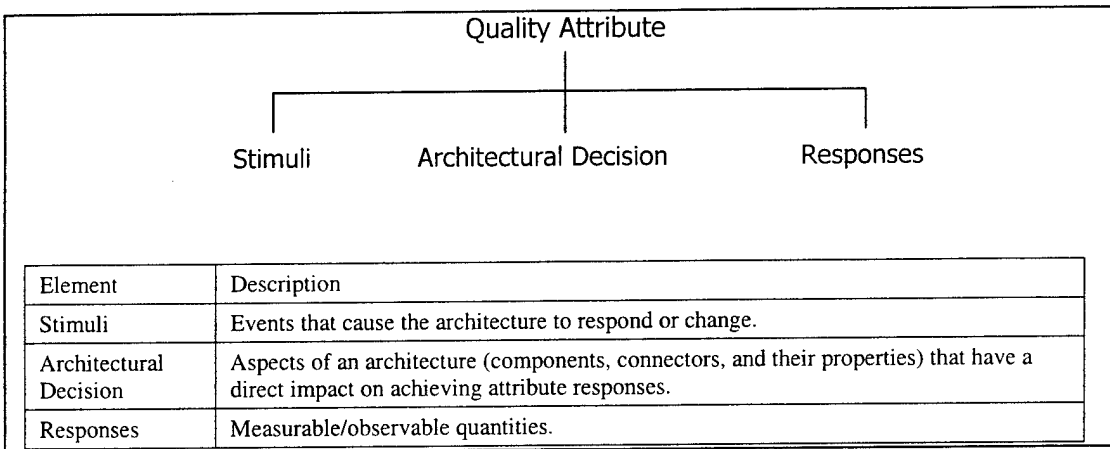 Quality Attribute
Stimuli Architectural Decision Responses
Element Description
Stimuli Events that cause the architecture to respond or change.
Architectural Decision Aspects of an architecture (components, connectors, and their properties) that have a
direct impact on achieving attribute responses.
Responses Measurable/observable quantities.